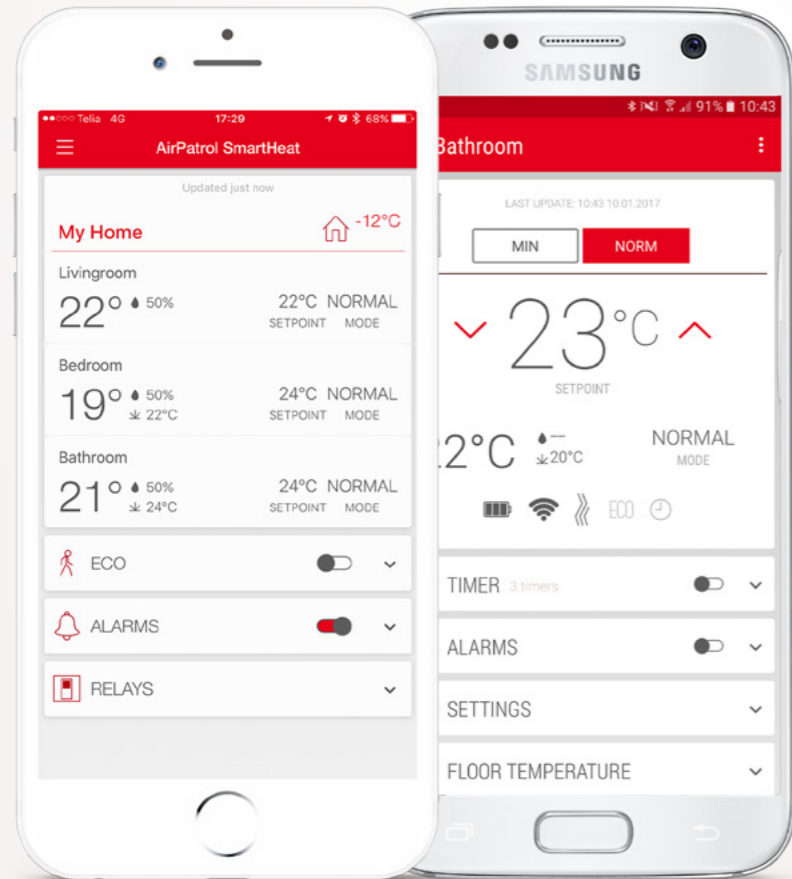 Telia 4G 17:29 68%
AirPatrol SmartHeat
Updated just now
My Home -12°C
Livingroom
22° 50% 22°C NORMAL
SETPOINT MODE
Bedroom
19° 50% 24°C NORMAL
22°C SETPOINT MODE
Bathroom
21° 50% 24°C NORMAL
24°C SETPOINT MODE
ECO
ALARMS
RELAYS
SAMSUNG
91% 10:43
Bathroom
LAST UPDATE: 10:43 10.01.2017
MIN NORM
23°C
SETPOINT
2°C -- NORMAL
20°C MODE
ECO
TIMER 3 timers
ALARMS
SETTINGS
FLOOR TEMPERATURE